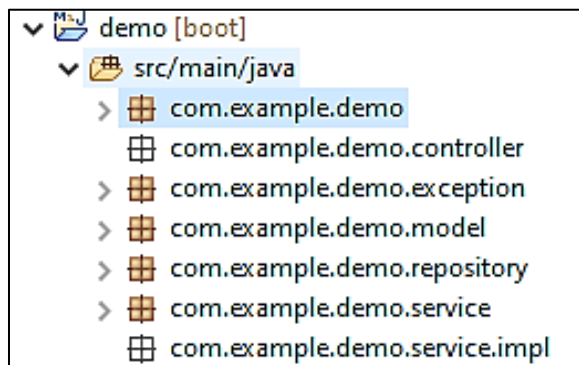 demo [boot]
src/main/java
com.example.demo
com.example.demo.controller
com.example.demo.exception
com.example.demo.model
com.example.demo.repository
com.example.demo.service
com.example.demo.service.impl